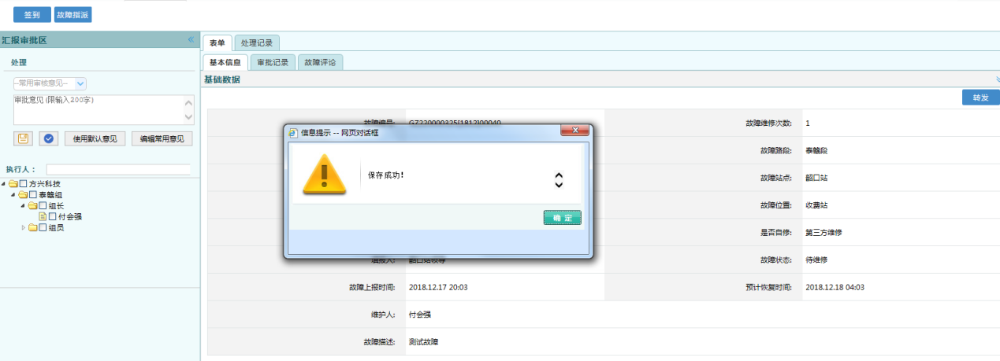 签到 故障指派
汇报审批区
表单 处理记录
处理
基本信息 审批记录 故障评论
--常用审核意见--
基础数据
审批意见(限输入200字)
转发
故障编号: GZ220000325[1812]00040
故障维修次数: 1
信息提示 -- 网页对话框
保存成功!
确 定
使用默认意见 编辑常用意见
故障路段: 泰赣段
执行人:
故障站点: 韶口站
方兴科技
泰赣组
组长
付会强
组员
故障位置: 收费站
是否自修: 第三方维修
填报人: 韶口站领导
故障状态: 待维修
故障上报时间: 2018.12.17 20:03
预计恢复时间: 2018.12.18 04:03
维护人: 付会强
故障描述: 测试故障